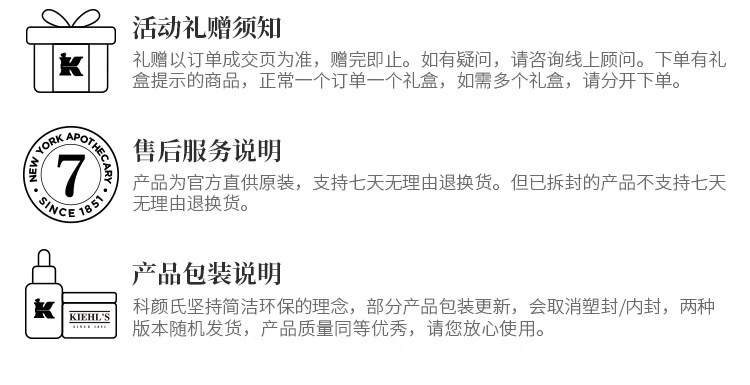 活动礼赠须知
礼赠以订单成交页为准，赠完即止。如有疑问，请咨询线上顾问。下单有礼
盒提示的商品，正常一个订单一个礼盒，如需多个礼盒，请分开下单。
K
NEW YORK APOTHECARY
7
SINCE 1851
售后服务说明
产品为官方直供原装，支持七天无理由退换货。但已拆封的产品不支持七天
无理由退换货。
产品包装说明
科颜氏坚持简洁环保的理念，部分产品包装更新，会取消塑封/内封，两种
版本随机发货，产品质量同等优秀，请您放心使用。
K
KIEHL'S
SINCE 1851